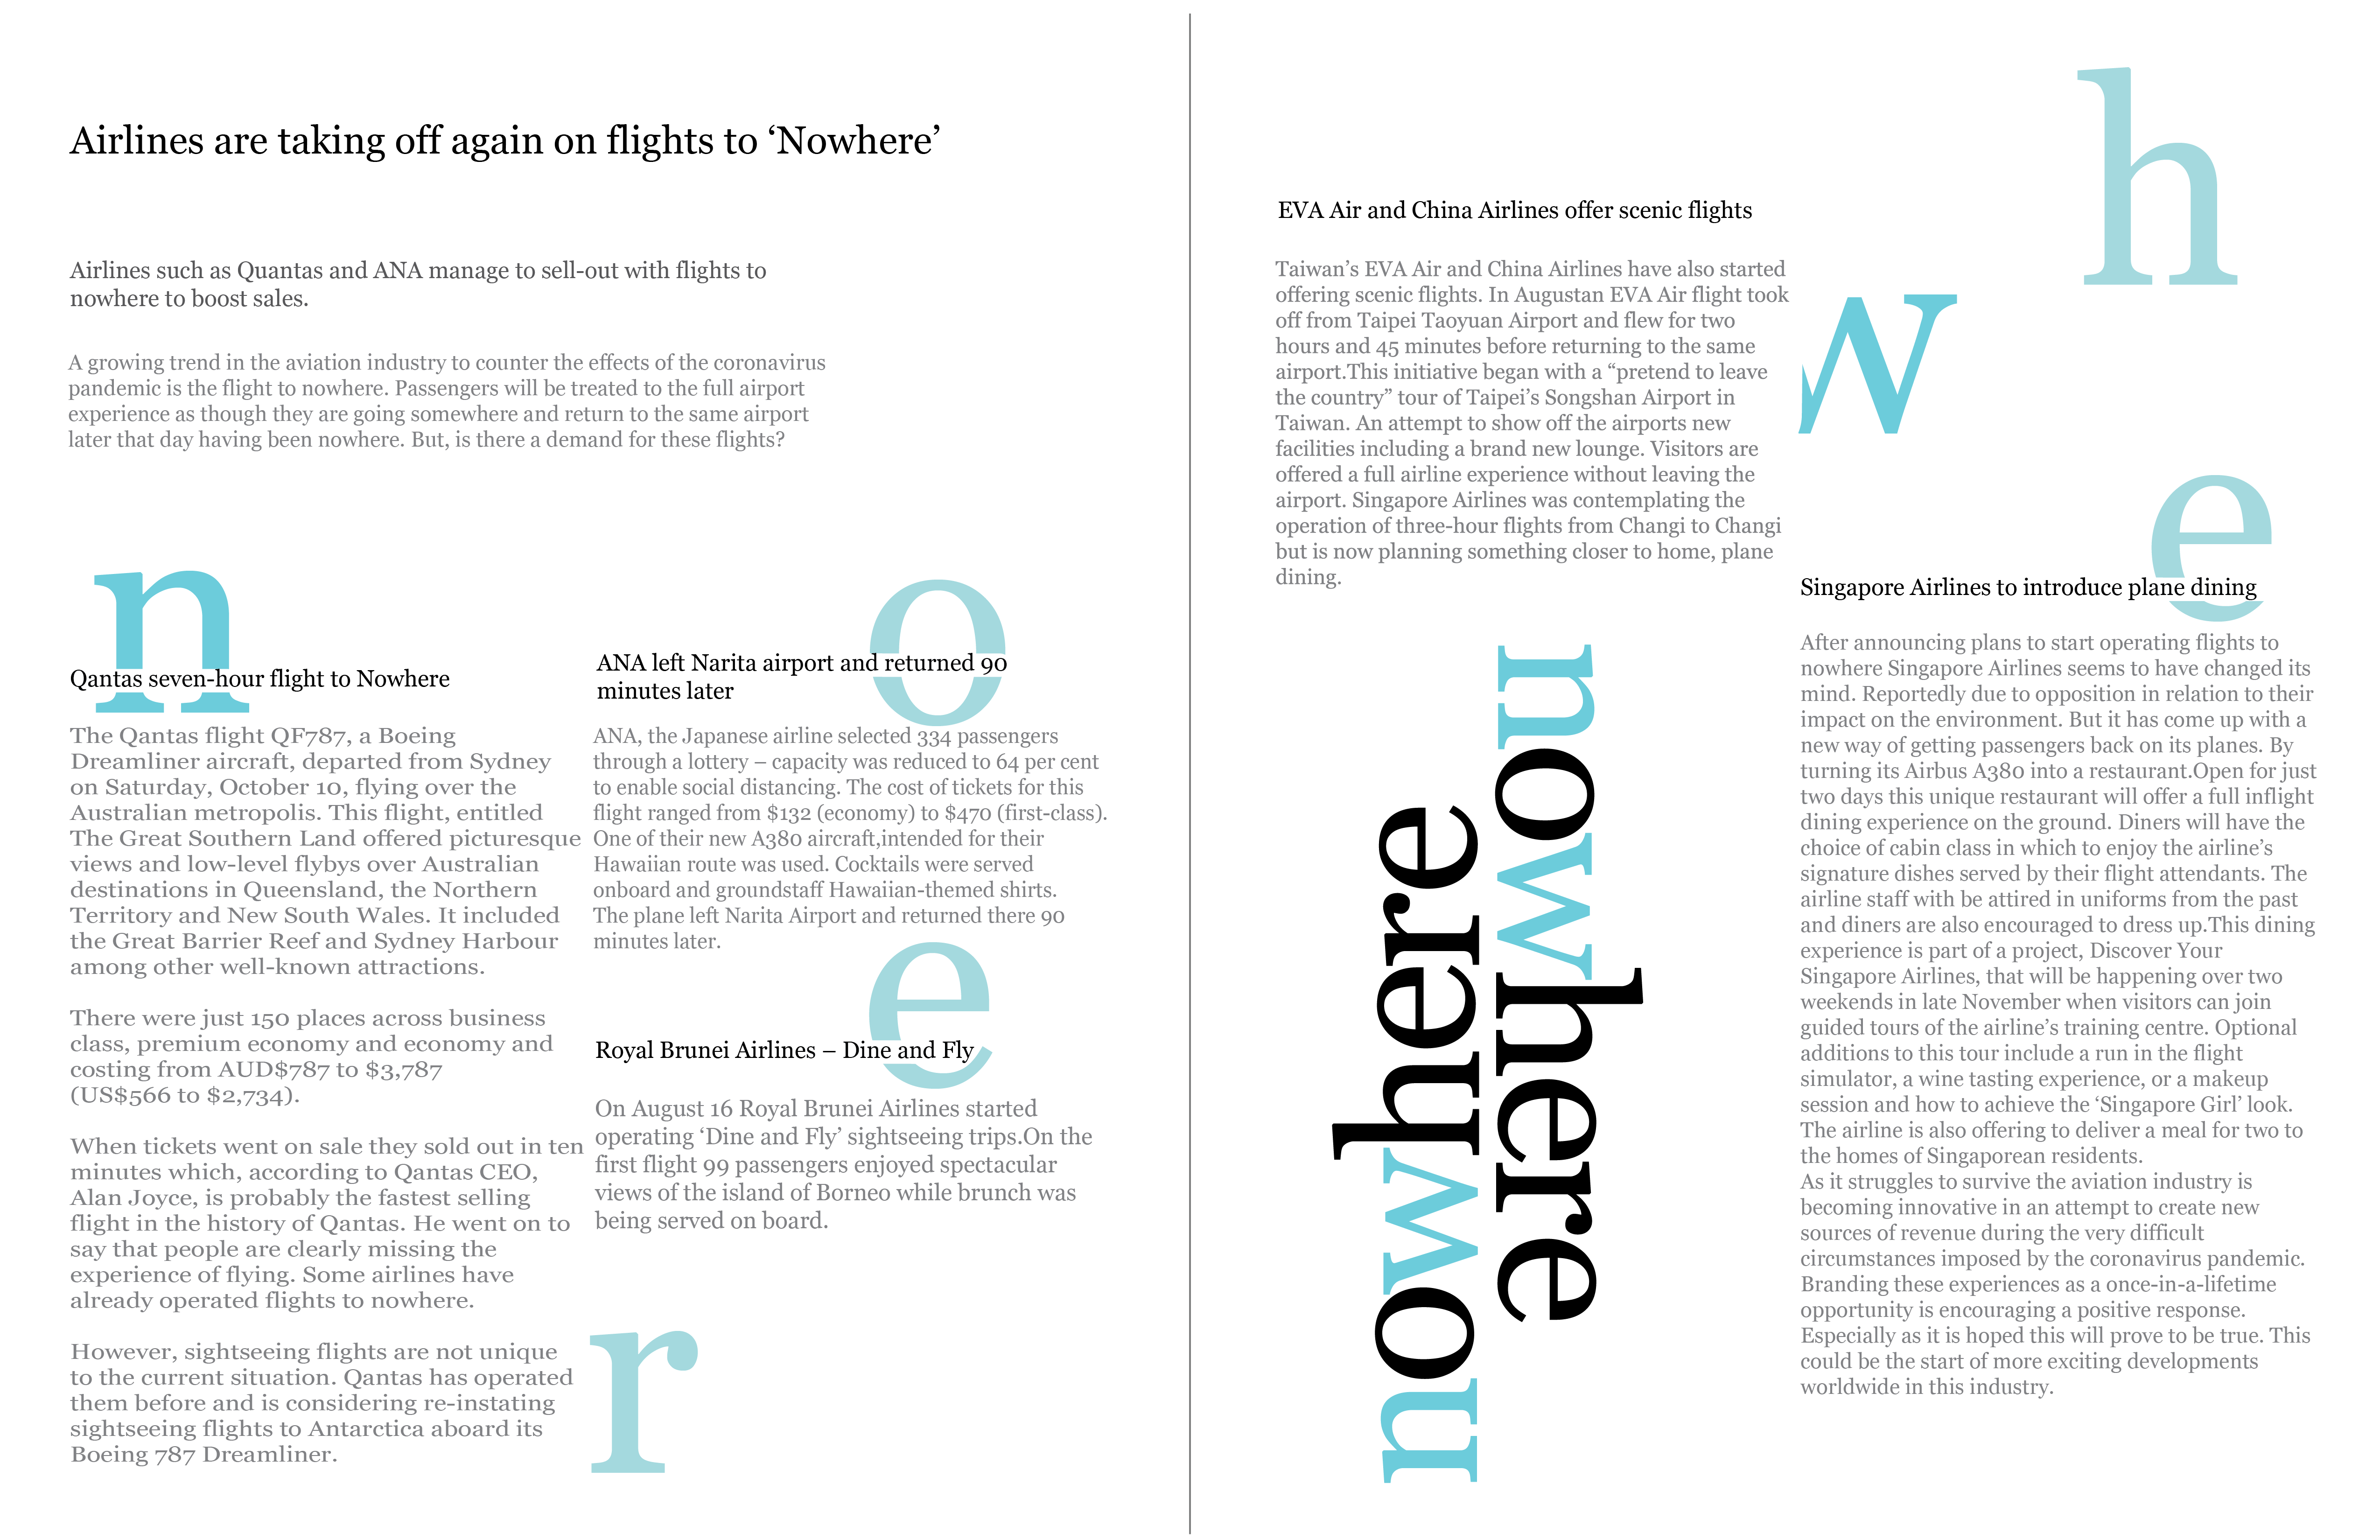 Airlines are taking off again on flights to ‘Nowhere’
Airlines such as Quantas and ANA manage to sell-out with flights to
nowhere to boost sales.
A growing trend in the aviation industry to counter the effects of the coronavirus
pandemic is the flight to nowhere. Passengers will be treated to the full airport
experience as though they are going somewhere and return to the same airport
later that day having been nowhere. But, is there a demand for these flights?
n
Qantas seven-hour flight to Nowhere
The Qantas flight QF787, a Boeing
Dreamliner aircraft, departed from Sydney
on Saturday, October 10, flying over the
Australian metropolis. This flight, entitled
The Great Southern Land offered picturesque
views and low-level flybys over Australian
destinations in Queensland, the Northern
Territory and New South Wales. It included
the Great Barrier Reef and Sydney Harbour
among other well-known attractions.
There were just 150 places across business
class, premium economy and economy and
costing from AUD$787 to $3,787
(US$566 to $2,734).
When tickets went on sale they sold out in ten
minutes which, according to Qantas CEO,
Alan Joyce, is probably the fastest selling
flight in the history of Qantas. He went on to
say that people are clearly missing the
experience of flying. Some airlines have
already operated flights to nowhere.
However, sightseeing flights are not unique
to the current situation. Qantas has operated
them before and is considering re-instating
sightseeing flights to Antarctica aboard its
Boeing 787 Dreamliner.
o
ANA left Narita airport and returned 90
minutes later
ANA, the Japanese airline selected 334 passengers
through a lottery – capacity was reduced to 64 per cent
to enable social distancing. The cost of tickets for this
flight ranged from $132 (economy) to $470 (first-class).
One of their new A380 aircraft,intended for their
Hawaiian route was used. Cocktails were served
onboard and groundstaff Hawaiian-themed shirts.
The plane left Narita Airport and returned there 90
minutes later.
e
Royal Brunei Airlines – Dine and Fly
On August 16 Royal Brunei Airlines started
operating ‘Dine and Fly’ sightseeing trips.On the
first flight 99 passengers enjoyed spectacular
views of the island of Borneo while brunch was
being served on board.
r
EVA Air and China Airlines offer scenic flights
Taiwan’s EVA Air and China Airlines have also started
offering scenic flights. In Augustan EVA Air flight took
off from Taipei Taoyuan Airport and flew for two
hours and 45 minutes before returning to the same
airport.This initiative began with a “pretend to leave
the country” tour of Taipei’s Songshan Airport in
Taiwan. An attempt to show off the airports new
facilities including a brand new lounge. Visitors are
offered a full airline experience without leaving the
airport. Singapore Airlines was contemplating the
operation of three-hour flights from Changi to Changi
but is now planning something closer to home, plane
dining.
nowhere
nowhere
h
w
e
Singapore Airlines to introduce plane dining
After announcing plans to start operating flights to
nowhere Singapore Airlines seems to have changed its
mind. Reportedly due to opposition in relation to their
impact on the environment. But it has come up with a
new way of getting passengers back on its planes. By
turning its Airbus A380 into a restaurant.Open for just
two days this unique restaurant will offer a full inflight
dining experience on the ground. Diners will have the
choice of cabin class in which to enjoy the airline’s
signature dishes served by their flight attendants. The
airline staff with be attired in uniforms from the past
and diners are also encouraged to dress up.This dining
experience is part of a project, Discover Your
Singapore Airlines, that will be happening over two
weekends in late November when visitors can join
guided tours of the airline’s training centre. Optional
additions to this tour include a run in the flight
simulator, a wine tasting experience, or a makeup
session and how to achieve the ‘Singapore Girl’ look.
The airline is also offering to deliver a meal for two to
the homes of Singaporean residents.
As it struggles to survive the aviation industry is
becoming innovative in an attempt to create new
sources of revenue during the very difficult
circumstances imposed by the coronavirus pandemic.
Branding these experiences as a once-in-a-lifetime
opportunity is encouraging a positive response.
Especially as it is hoped this will prove to be true. This
could be the start of more exciting developments
worldwide in this industry.